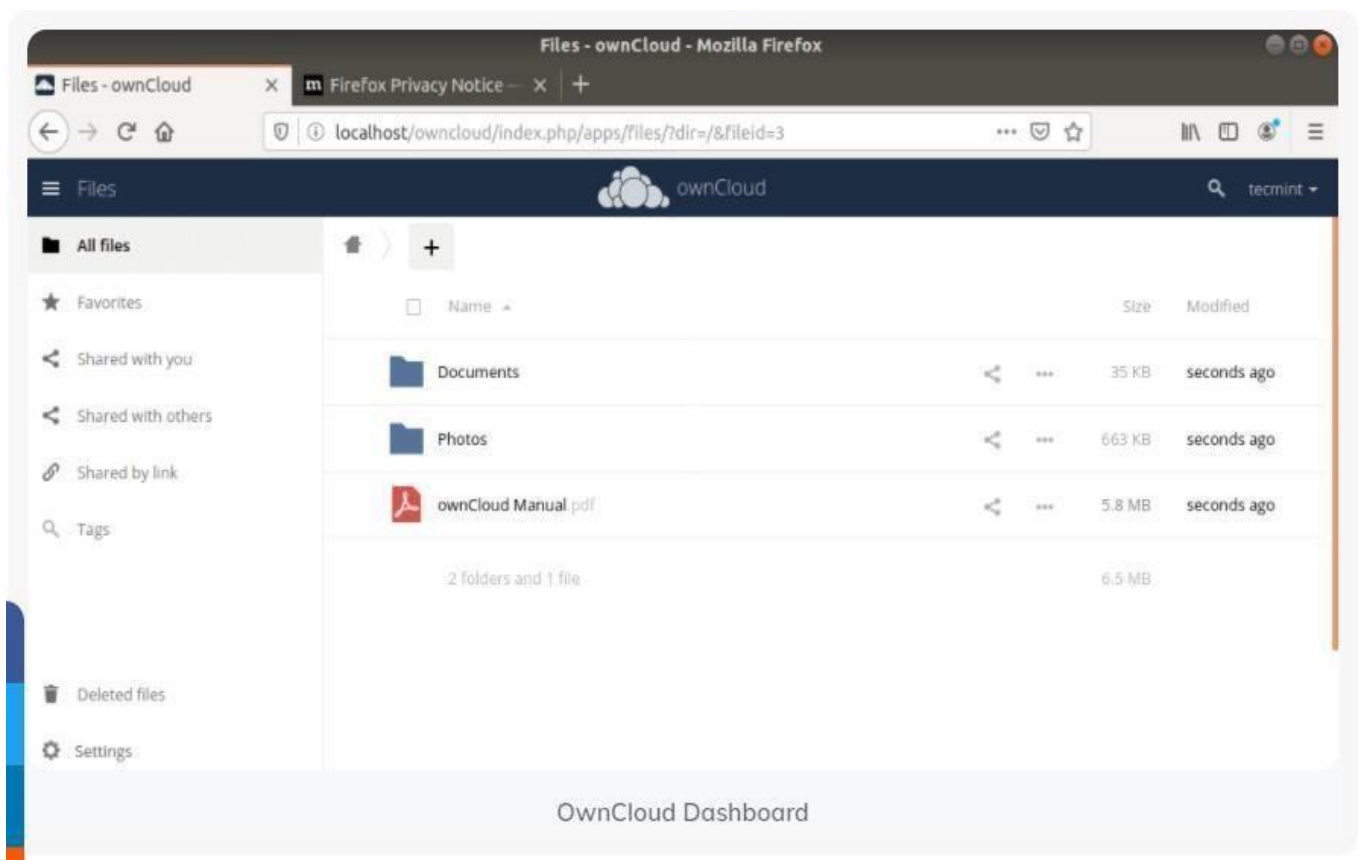 Files - ownCloud - Mozilla Firefox
Files - ownCloud
m Firefox Privacy Notice —
localhost/owncloud/index.php/apps/files/?dir=/&fileid=3
Files
ownCloud
tecmint
All files
Favorites
Shared with you
Shared with others
Shared by link
Tags
Deleted files
Settings
Name Size Modified
Documents 35 KB seconds ago
Photos 663 KB seconds ago
ownCloud Manual.pdf 5.8 MB seconds ago
2 folders and 1 file 6.5 MB
OwnCloud Dashboard